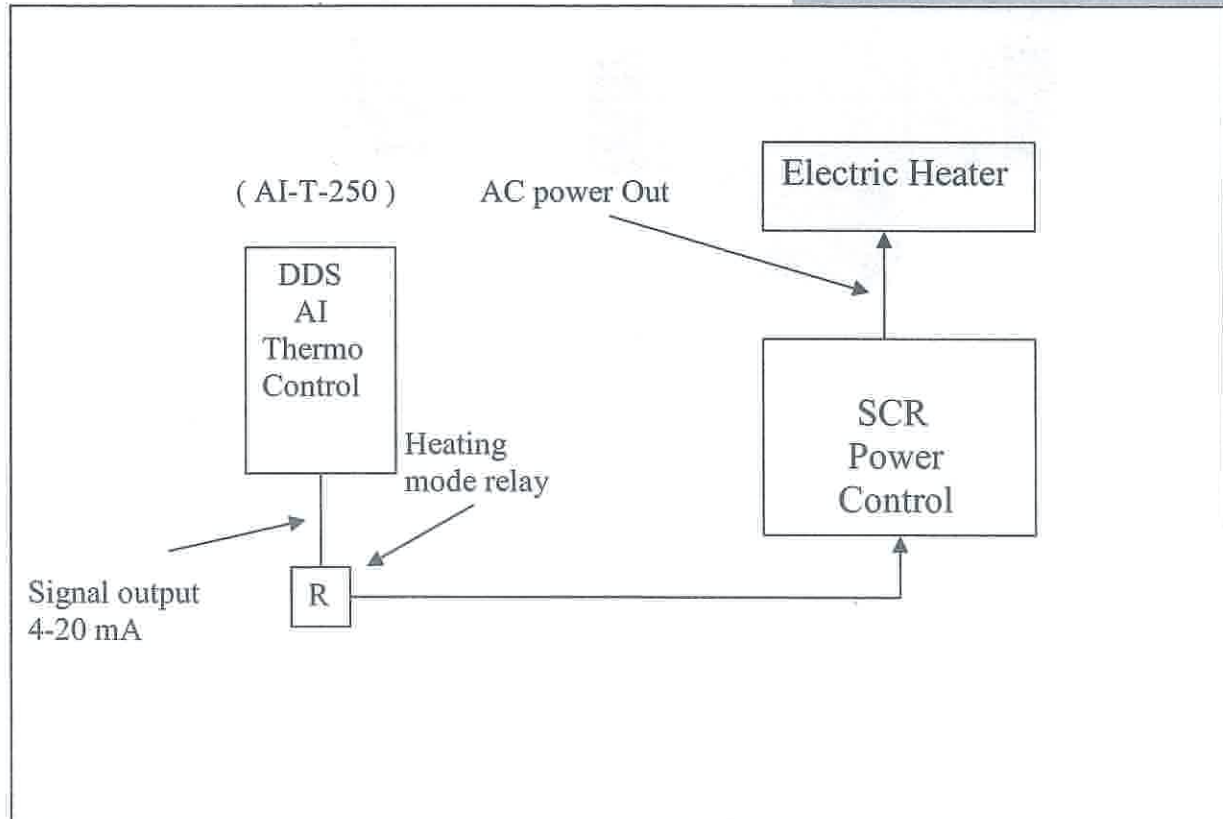 ( AI-T-250 )
AC power Out
Electric Heater
DDS
AI
Thermo
Control
Heating
mode relay
SCR
Power
Control
Signal output
4-20 mA
R